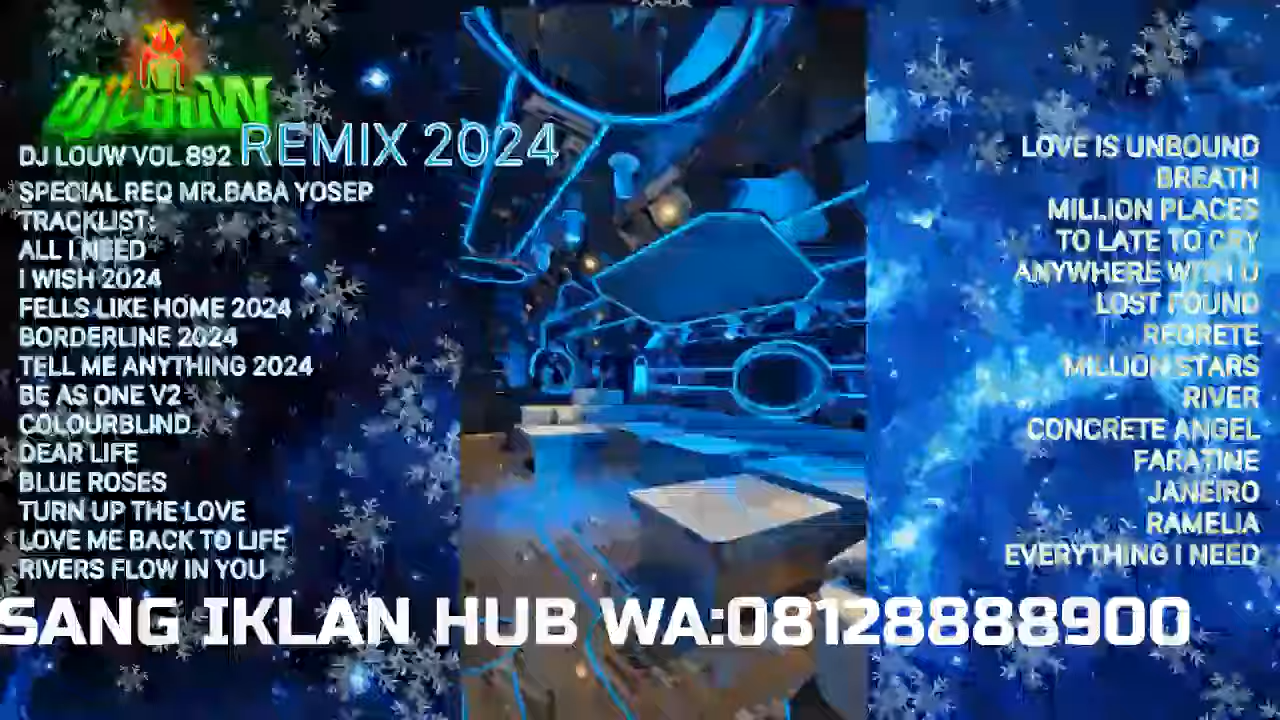 DJ LOUW
REMIX 2024
DJ LOUW VOL 892
SPECIAL REQ MR.BABA YOSEP
TRACKLIST:
ALL I NEED
I WISH 2024
FELLS LIKE HOME 2024
BORDERLINE 2024
TELL ME ANYTHING 2024
BE AS ONE V2
COLOURBLIND
DEAR LIFE
BLUE ROSES
TURN UP THE LOVE
LOVE ME BACK TO LIFE
RIVERS FLOW IN YOU
LOVE IS UNBOUND
BREATH
MILLION PLACES
TO LATE TO CRY
ANYWHERE WITH U
LOST FOUND
REGRETE
MILLION STARS
RIVER
CONCRETE ANGEL
FARATINE
JANEIRO
RAMELIA
EVERYTHING I NEED
SANG IKLAN HUB WA:08128888900